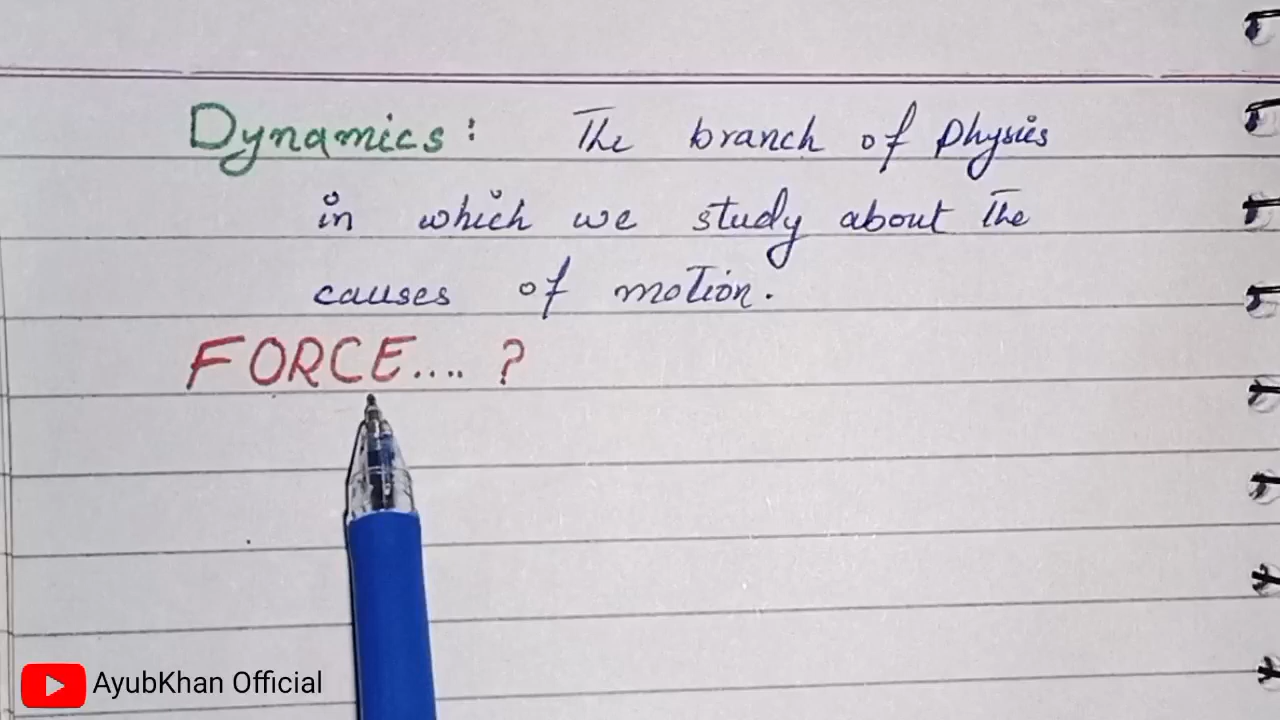 Dynamics: The branch of Physics
in which we study about the
causes of motion.
FORCE.... ?
AyubKhan Official